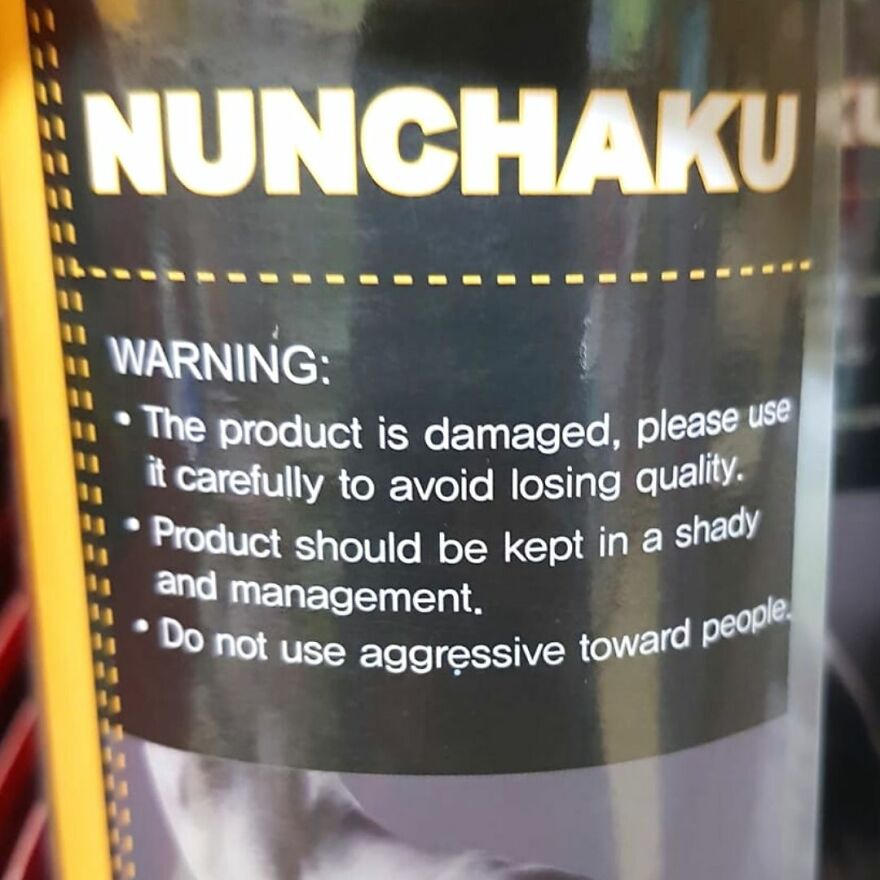 NUNCHAKU
WARNING:
• The product is damaged, please use
it carefully to avoid losing quality.
• Product should be kept in a shady
and management.
• Do not use aggressive toward people.